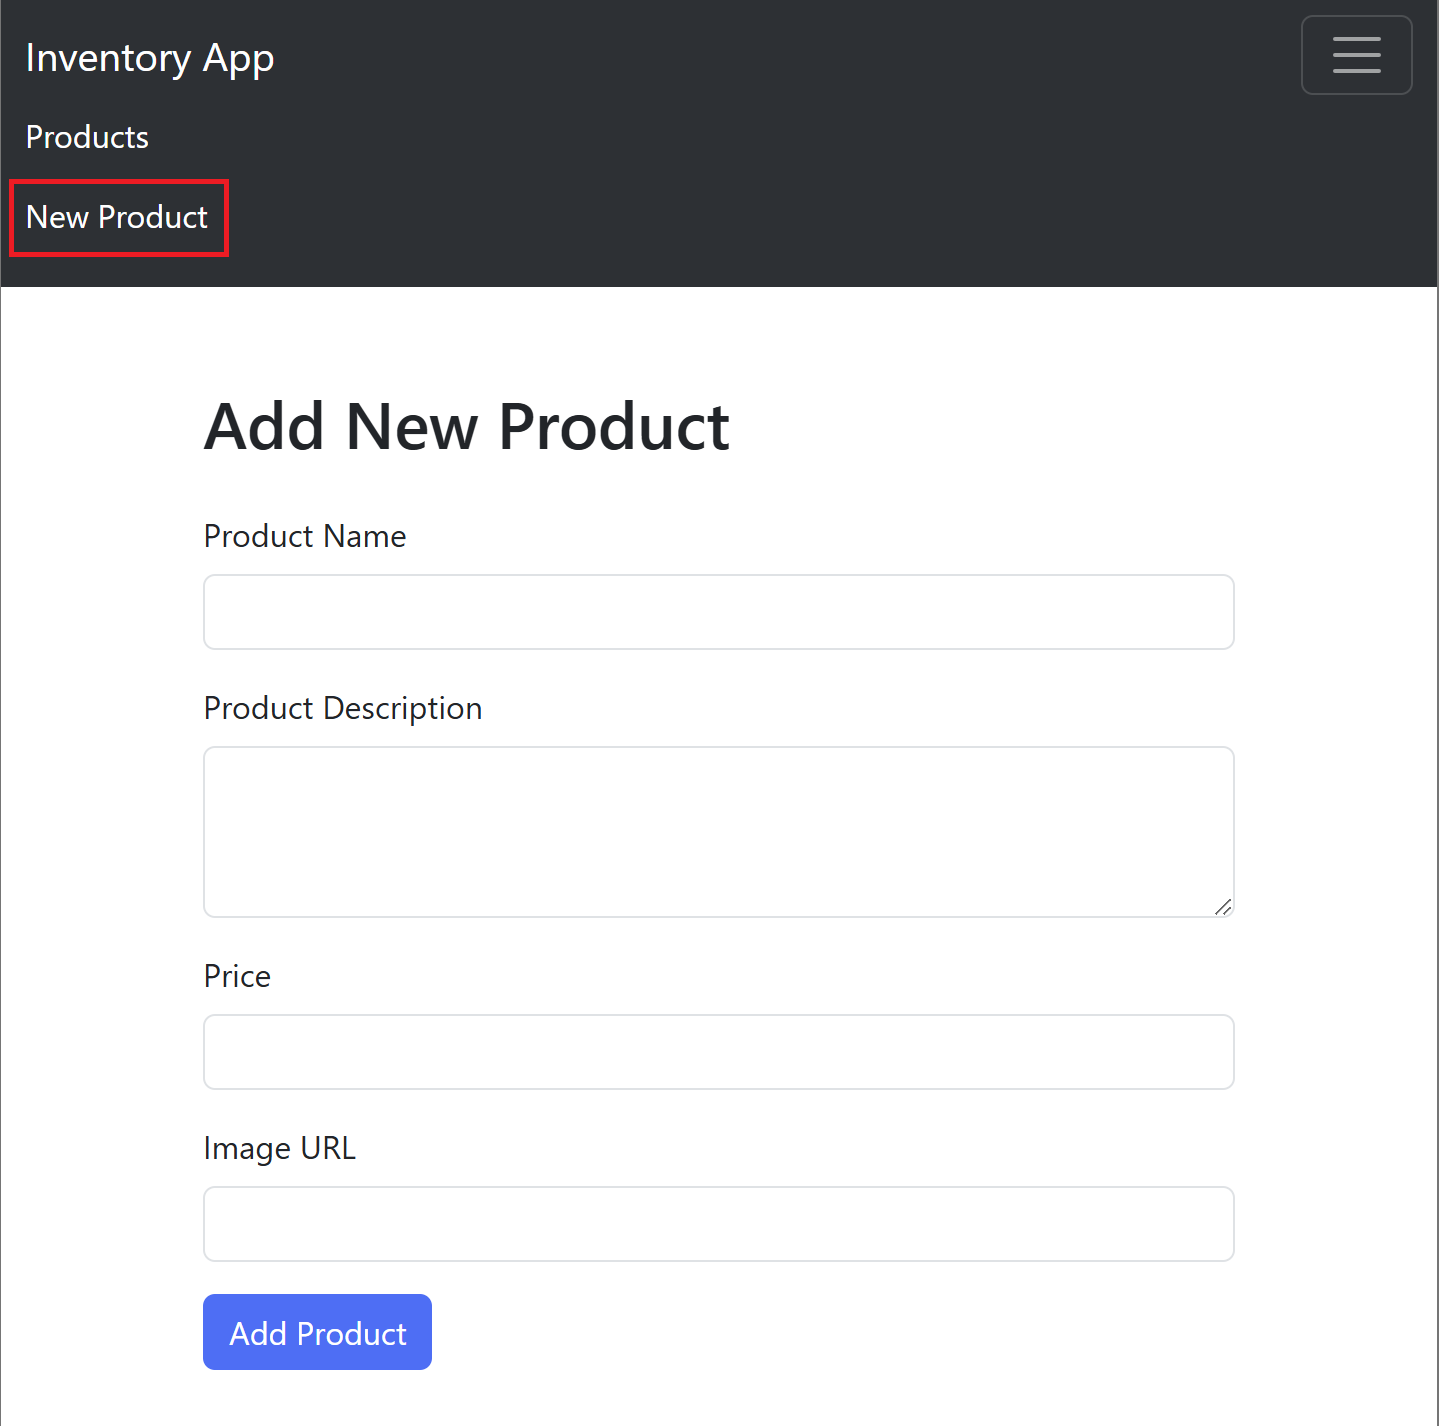 Inventory App
Products
New Product
Add New Product
Product Name
Product Description
Price
Image URL
Add Product